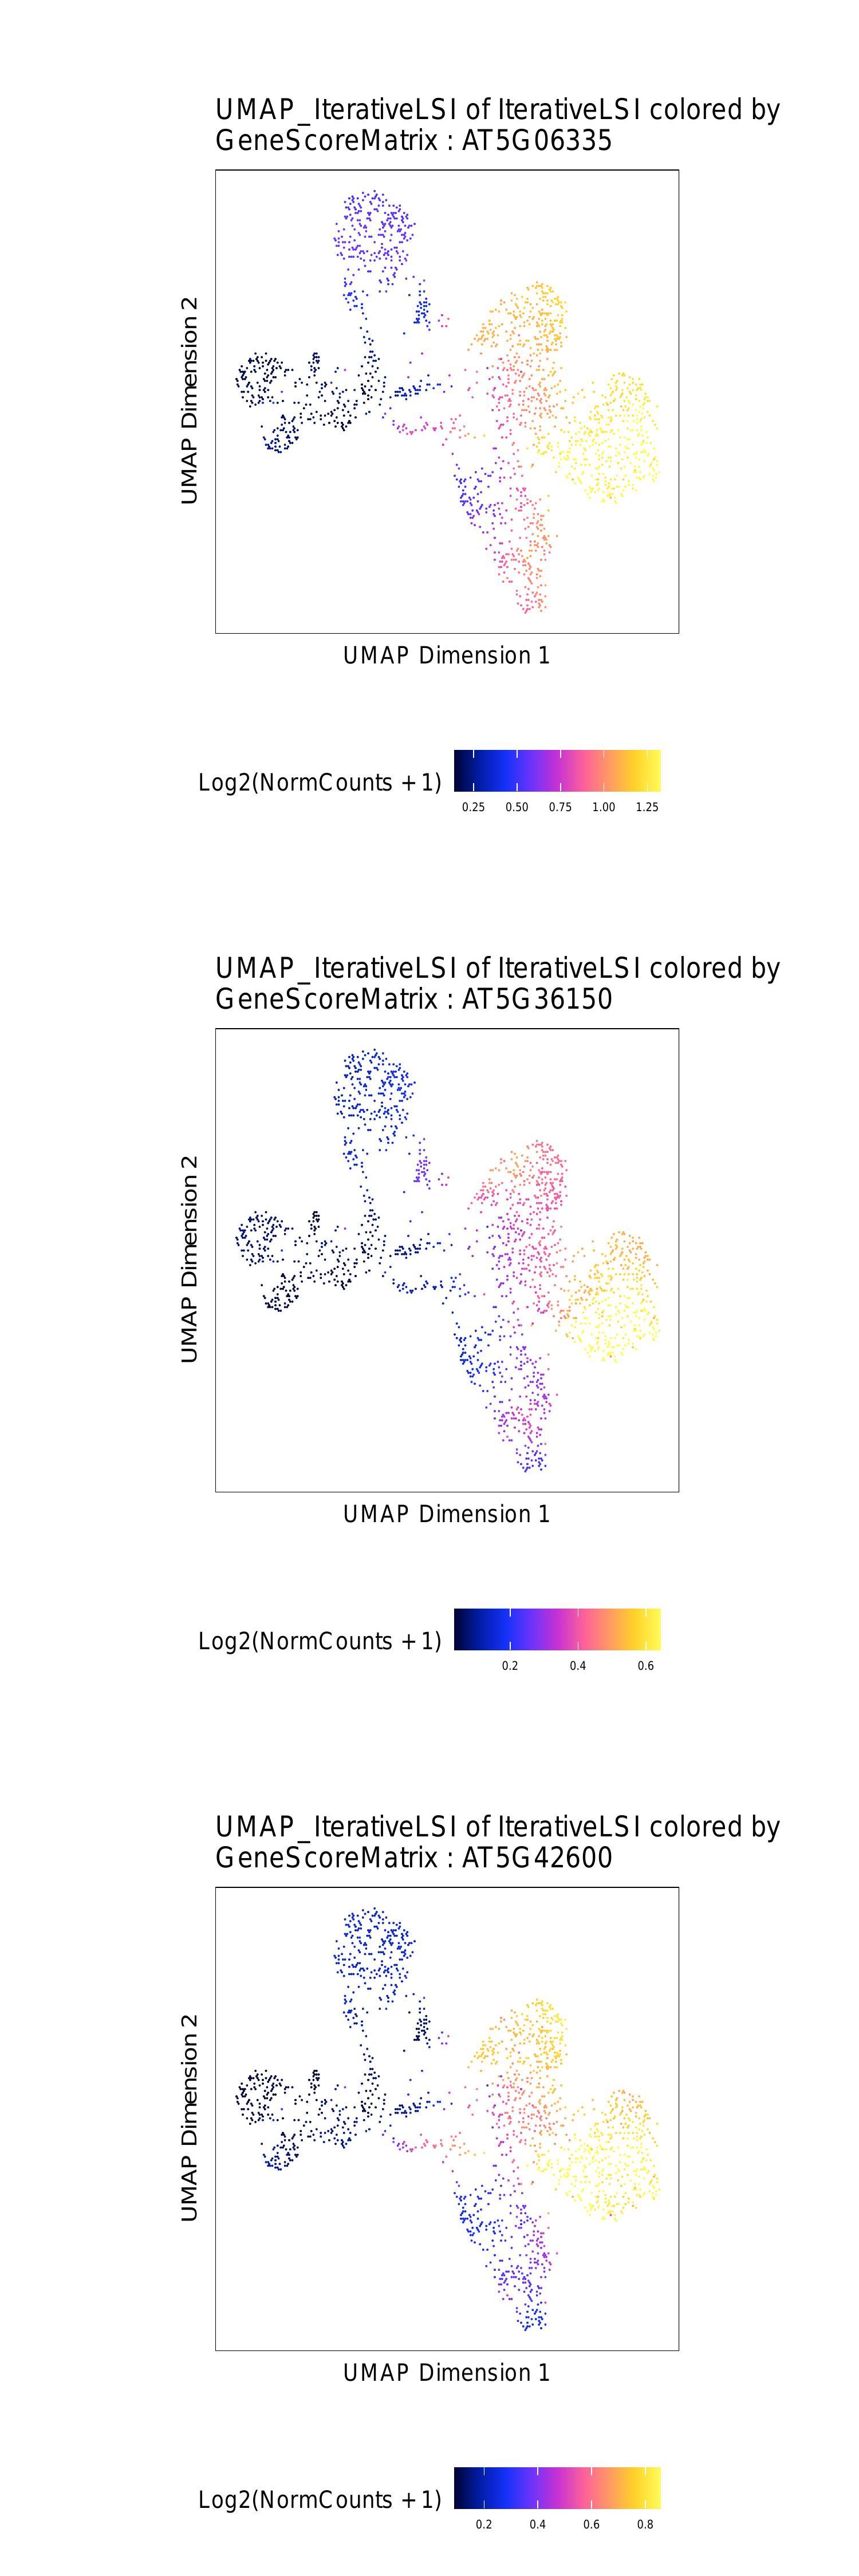 UMAP_IterativeLSI of IterativeLSI colored by
GeneScoreMatrix : AT5G06335
UMAP Dimension 2
UMAP Dimension 1
Log2(NormCounts +1)
0.25 0.50 0.75 1.00 1.25
UMAP_IterativeLSI of IterativeLSI colored by
GeneScoreMatrix : AT5G36150
UMAP Dimension 2
UMAP Dimension 1
Log2(NormCounts +1)
0.2 0.4 0.6
UMAP_IterativeLSI of IterativeLSI colored by
GeneScoreMatrix : AT5G42600
UMAP Dimension 2
UMAP Dimension 1
Log2(NormCounts +1)
0.2 0.4 0.6 0.8